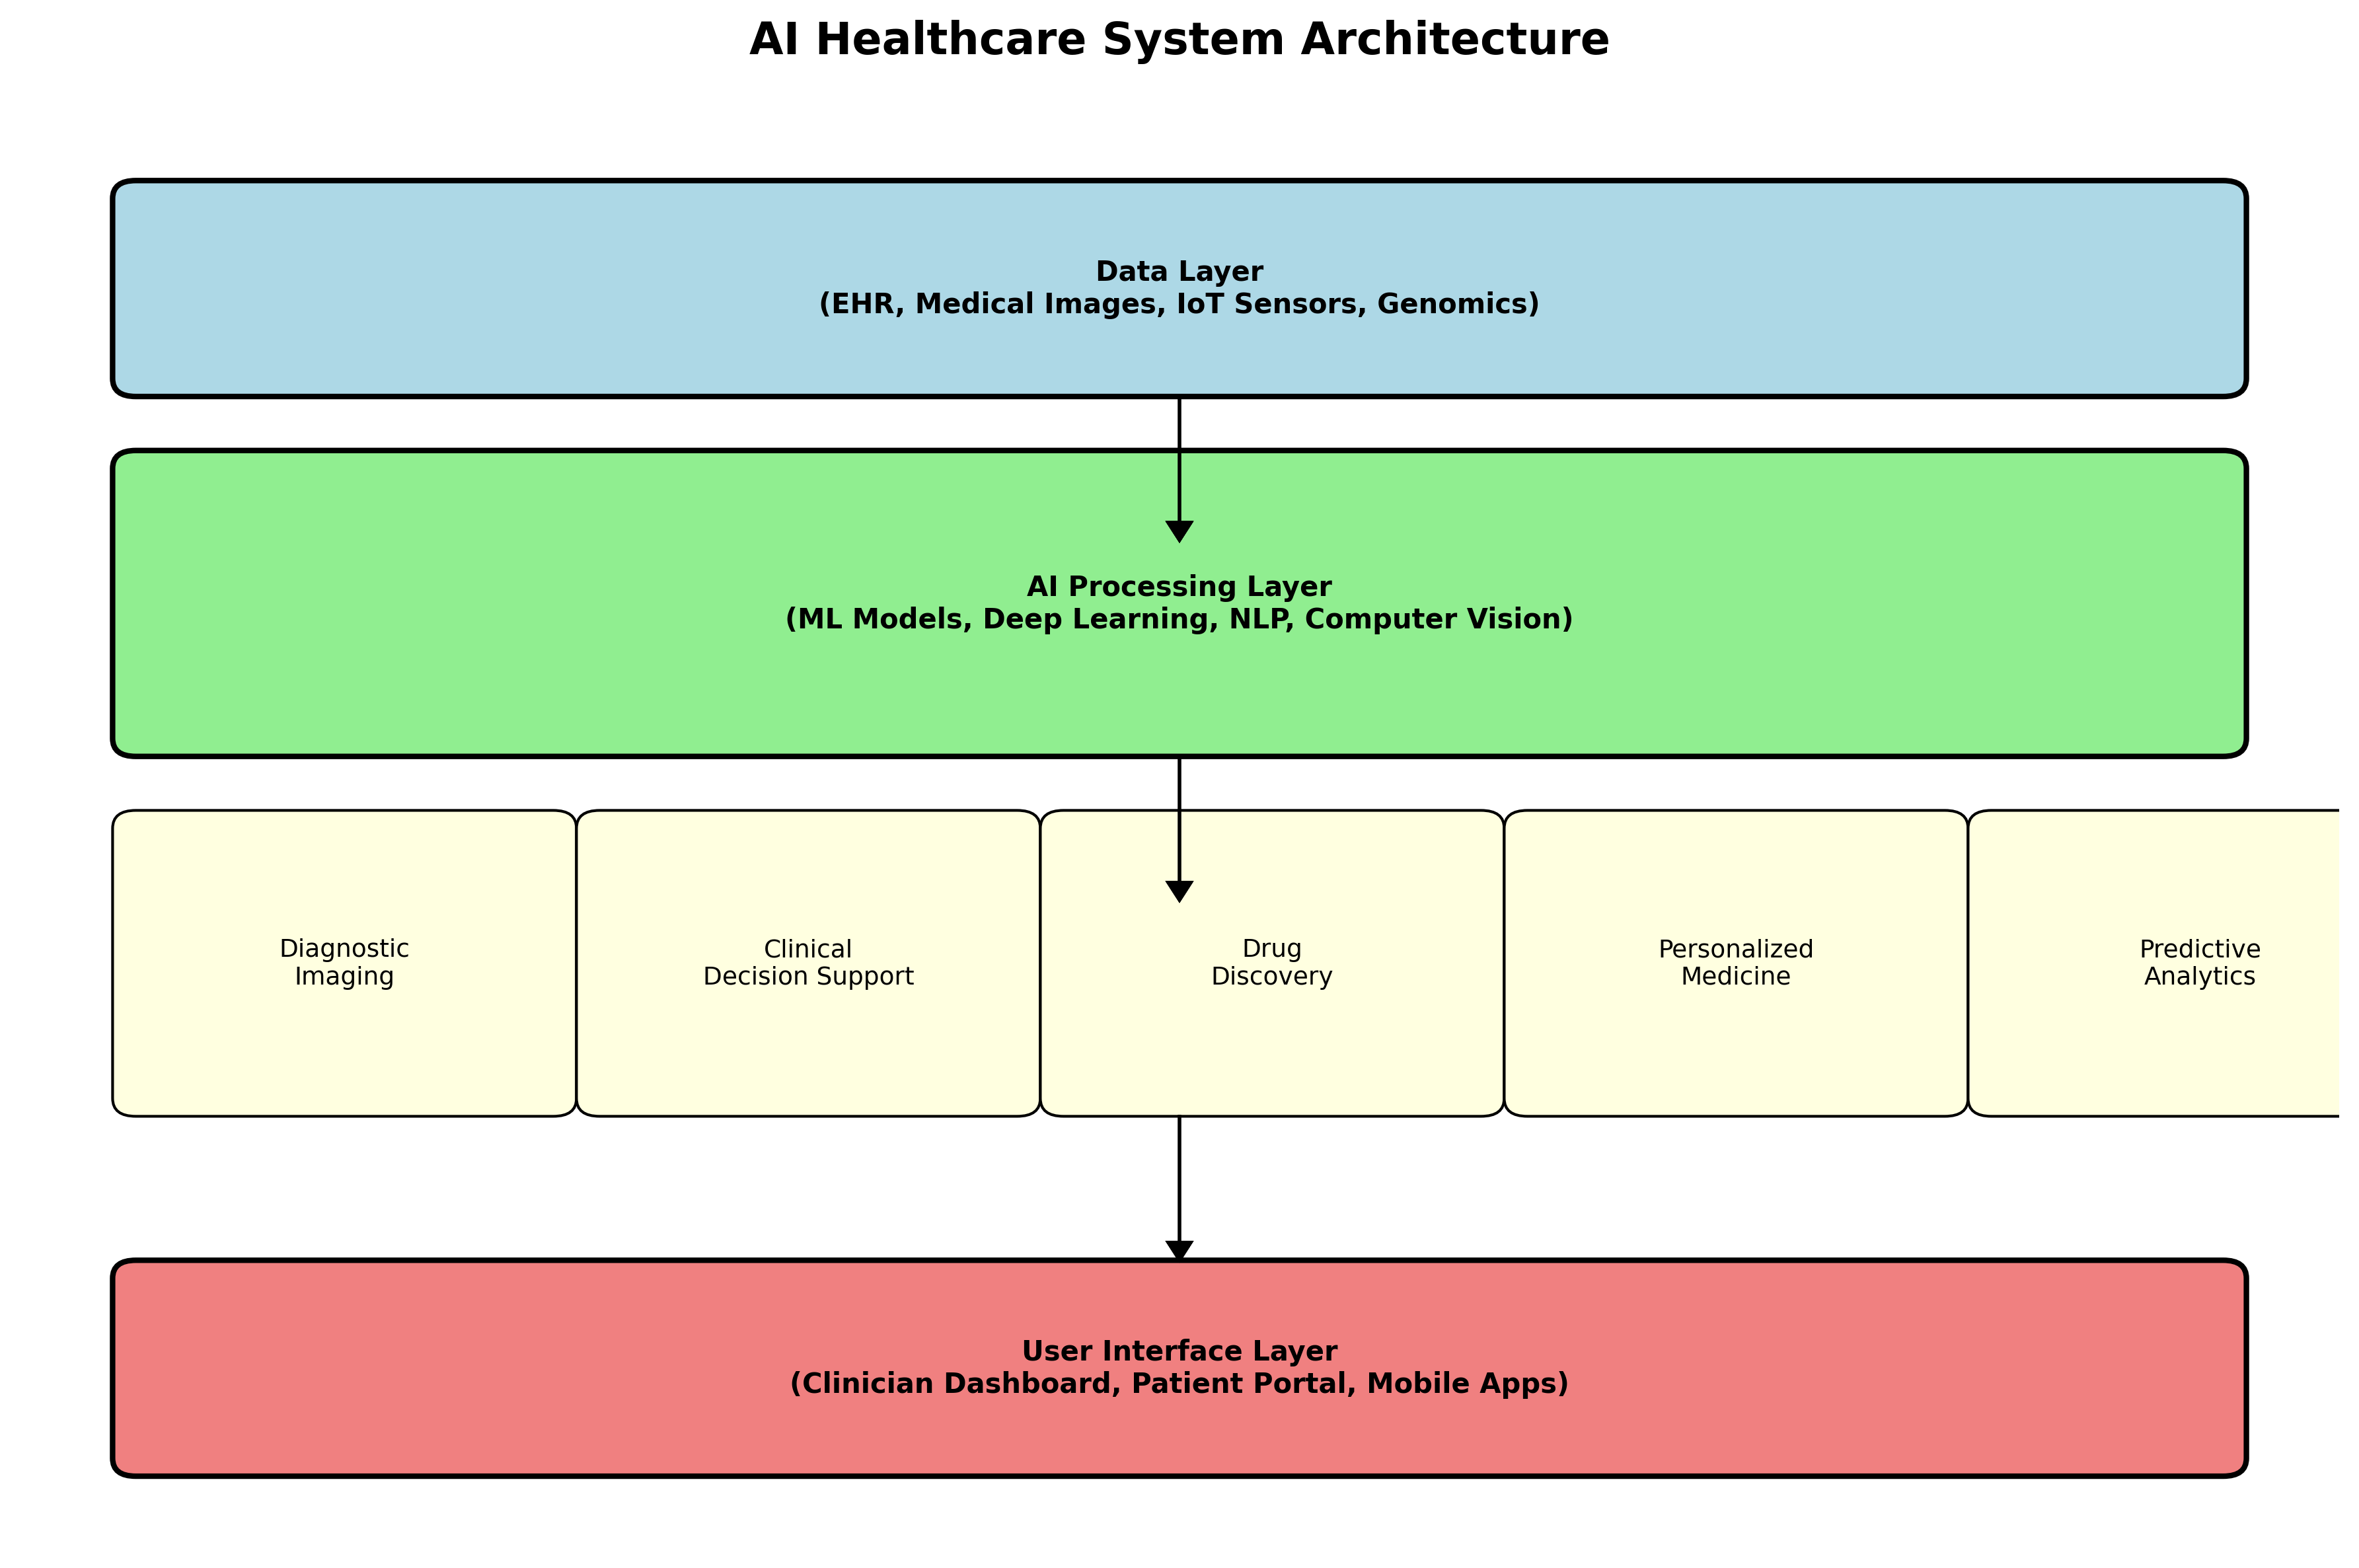 AI Healthcare System Architecture
Data Layer
(EHR, Medical Images, IoT Sensors, Genomics)
AI Processing Layer
(ML Models, Deep Learning, NLP, Computer Vision)
Diagnostic
Imaging
Clinical
Decision Support
Drug
Discovery
Personalized
Medicine
Predictive
Analytics
User Interface Layer
(Clinician Dashboard, Patient Portal, Mobile Apps)